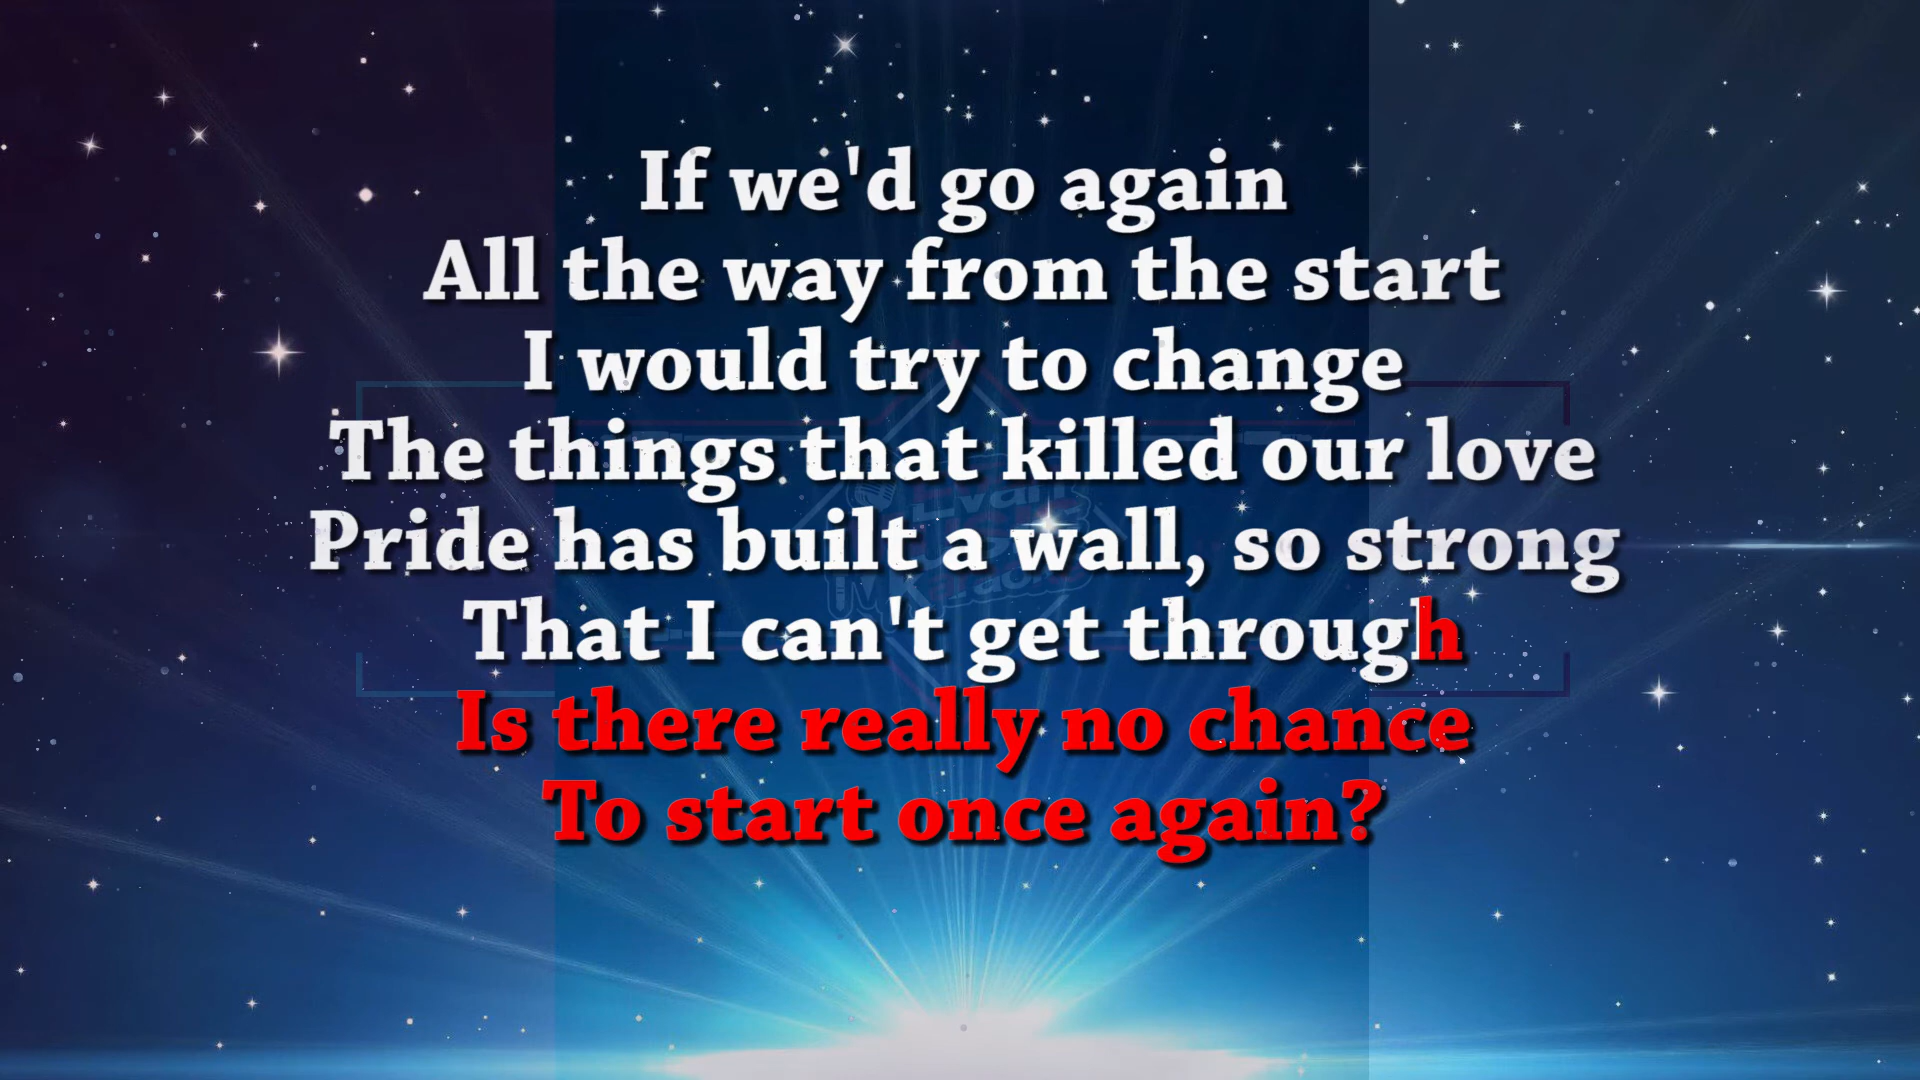 If we'd go again
All the way from the start
I would try to change
The things that killed our love
Pride has built a wall, so strong
That I can't get through
Is there really no chance
To start once again?